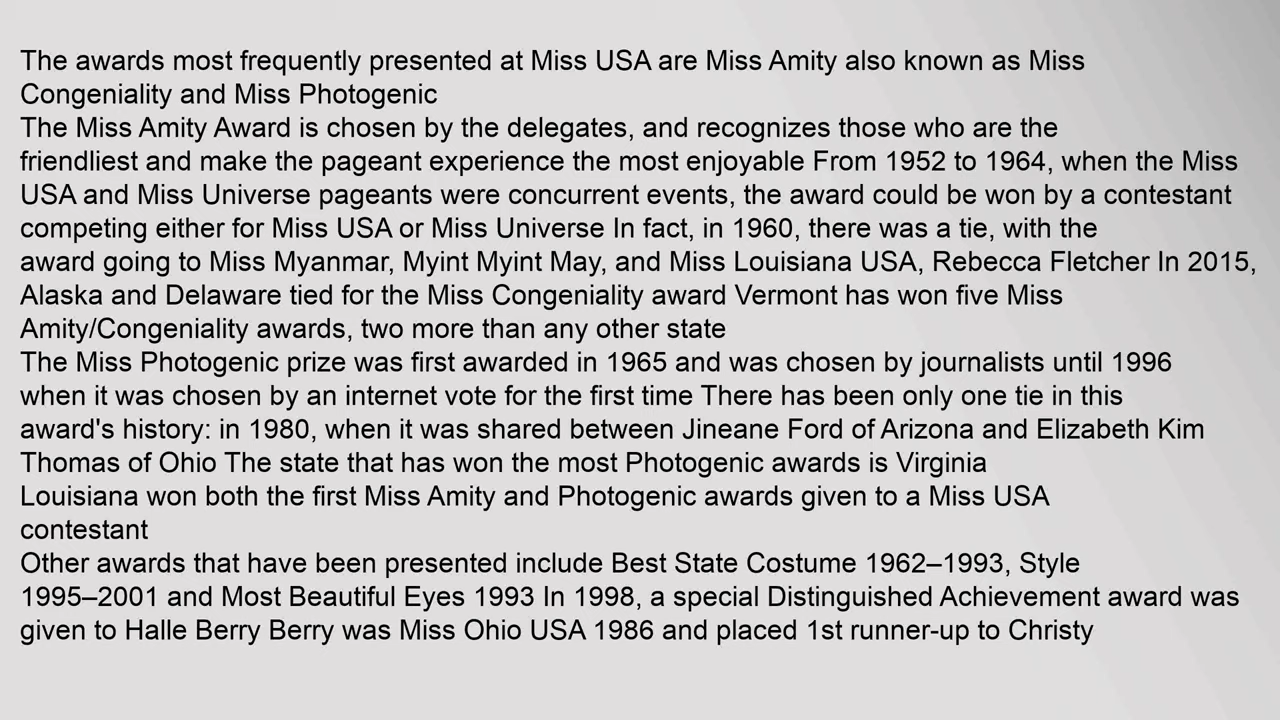 The awards most frequently presented at Miss USA are Miss Amity also known as Miss
Congeniality and Miss Photogenic
The Miss Amity Award is chosen by the delegates, and recognizes those who are the
friendliest and make the pageant experience the most enjoyable From 1952 to 1964, when the Miss
USA and Miss Universe pageants were concurrent events, the award could be won by a contestant
competing either for Miss USA or Miss Universe In fact, in 1960, there was a tie, with the
award going to Miss Myanmar, Myint Myint May, and Miss Louisiana USA, Rebecca Fletcher In 2015,
Alaska and Delaware tied for the Miss Congeniality award Vermont has won five Miss
Amity/Congeniality awards, two more than any other state
The Miss Photogenic prize was first awarded in 1965 and was chosen by journalists until 1996
when it was chosen by an internet vote for the first time There has been only one tie in this
award's history: in 1980, when it was shared between Jineane Ford of Arizona and Elizabeth Kim
Thomas of Ohio The state that has won the most Photogenic awards is Virginia
Louisiana won both the first Miss Amity and Photogenic awards given to a Miss USA
contestant
Other awards that have been presented include Best State Costume 1962–1993, Style
1995–2001 and Most Beautiful Eyes 1993 In 1998, a special Distinguished Achievement award was
given to Halle Berry Berry was Miss Ohio USA 1986 and placed 1st runner-up to Christy